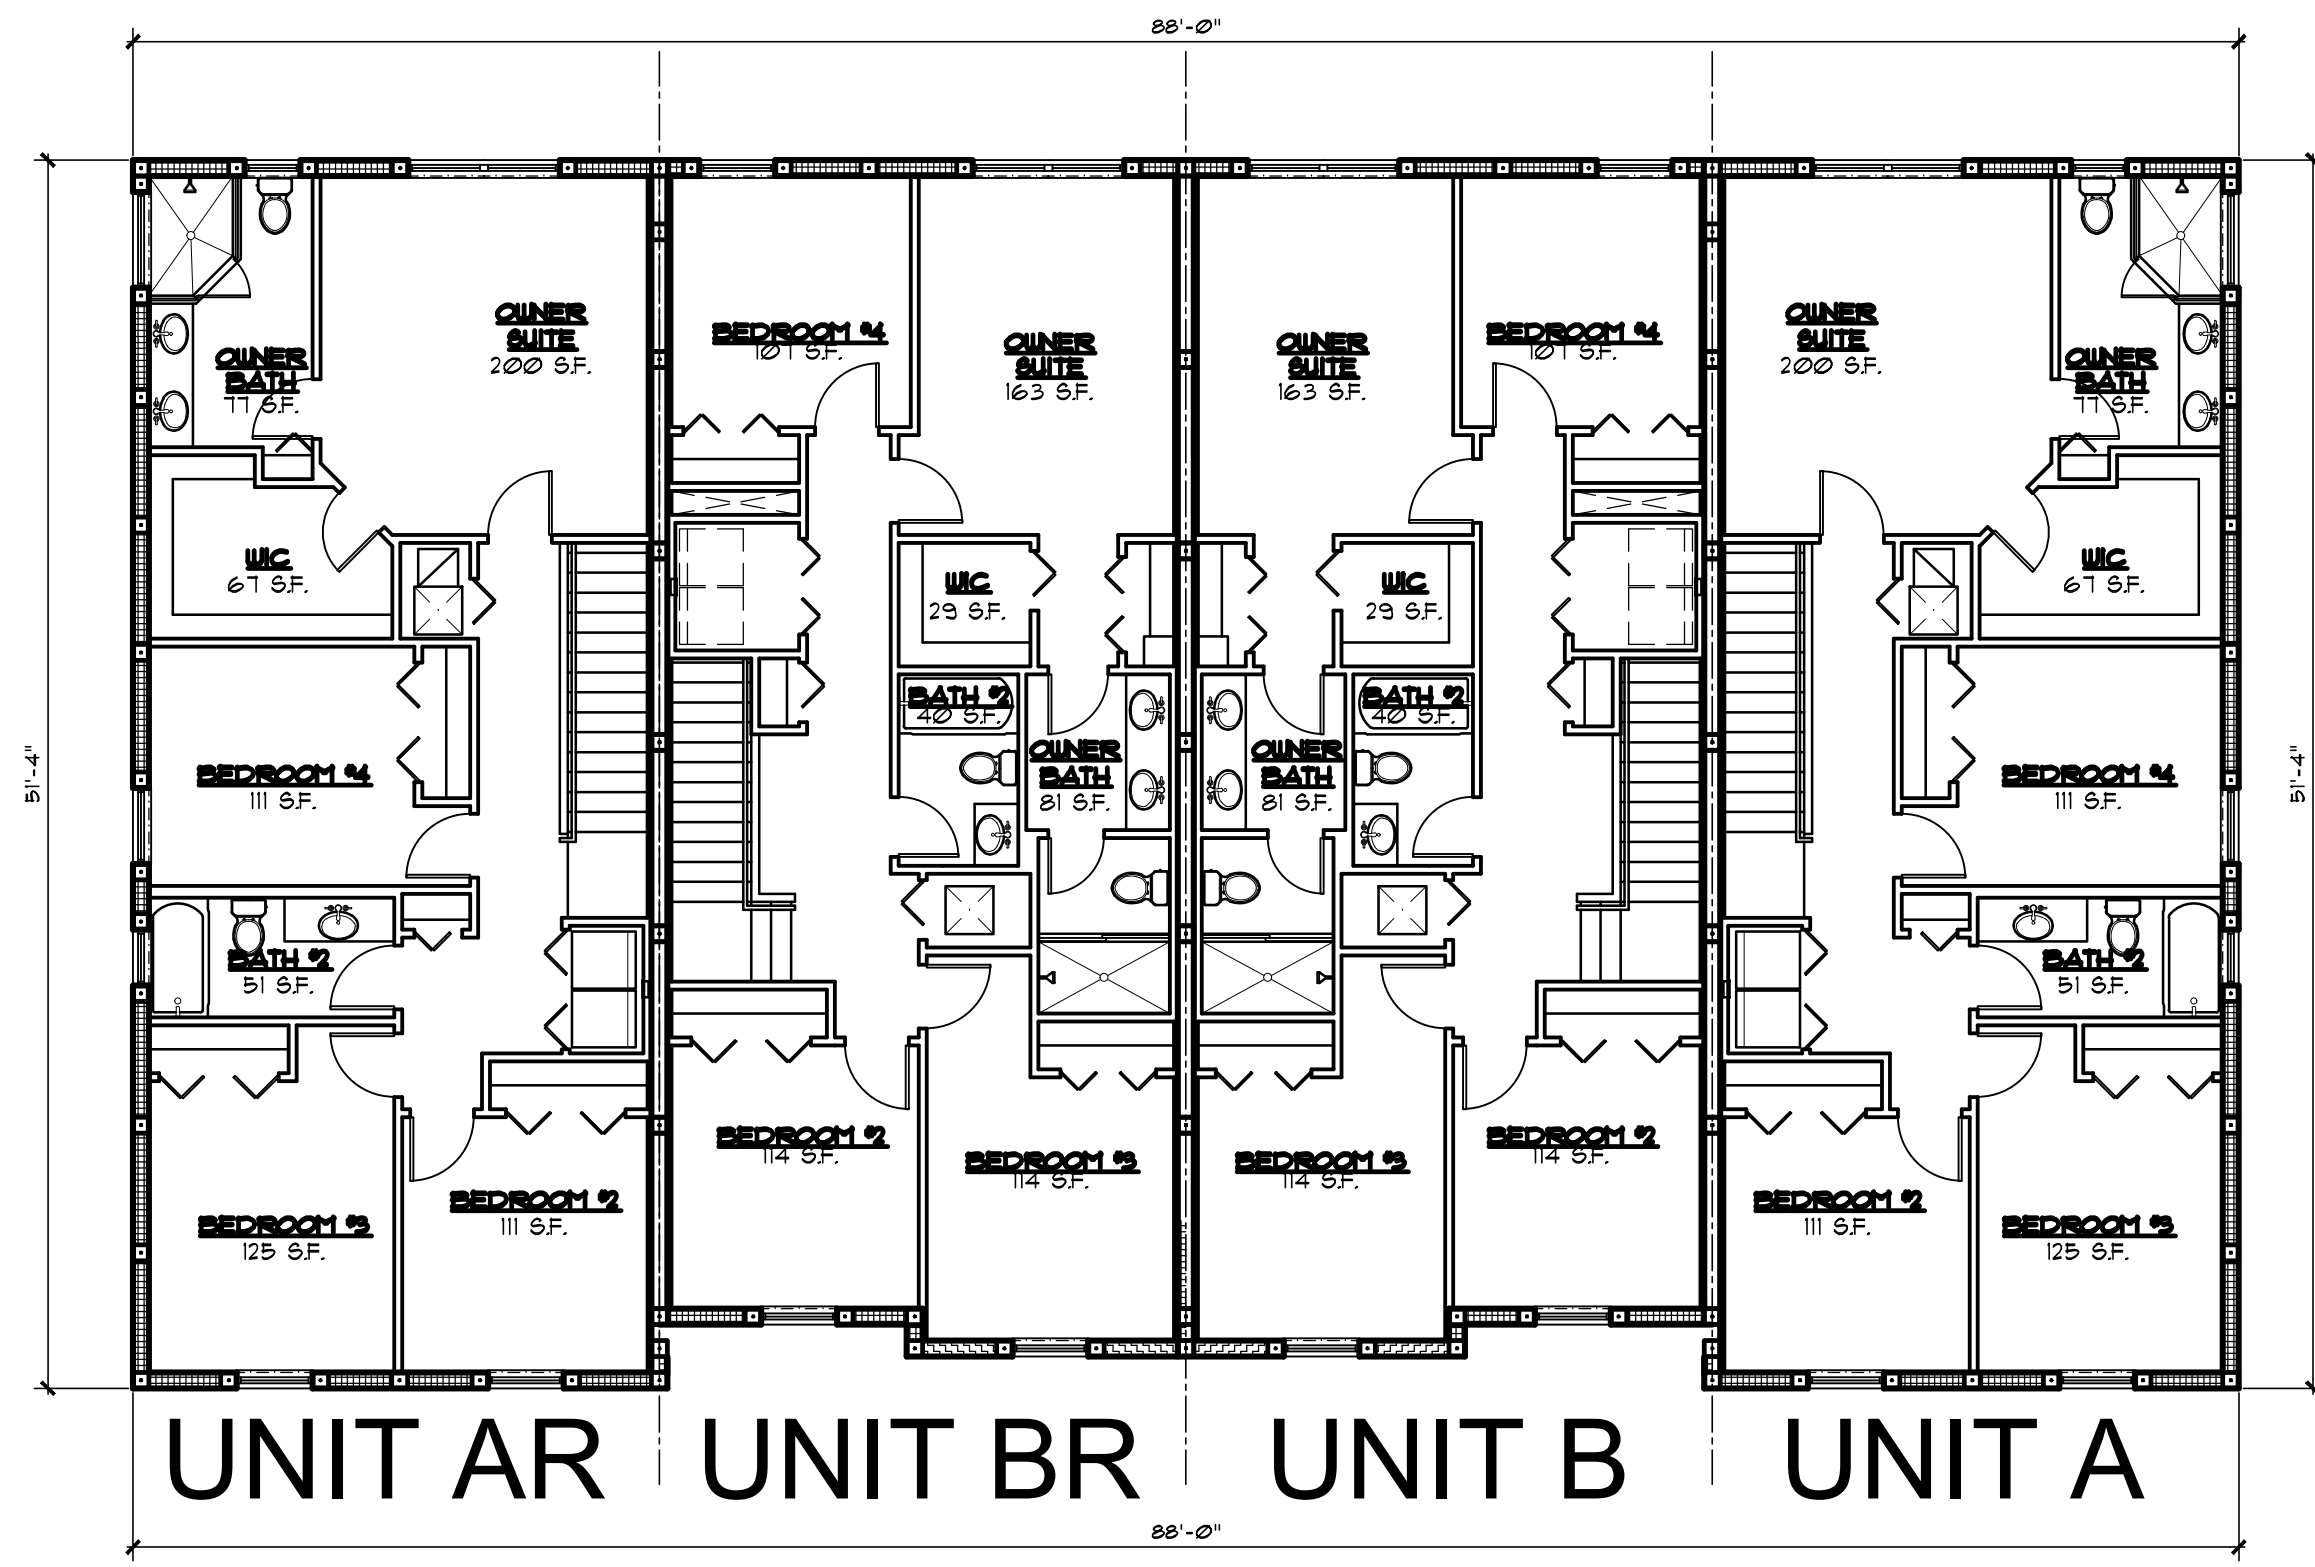 88'-0"
51'-4"
OWNER
BATH
77 S.F.
OWNER
SUITE
200 S.F.
WIC
67 S.F.
BEDROOM #4
111 S.F.
BATH #2
51 S.F.
BEDROOM #3
125 S.F.
BEDROOM #2
111 S.F.
UNIT AR
BEDROOM #4
107 S.F.
OWNER
SUITE
163 S.F.
WIC
29 S.F.
BATH #2
40 S.F.
OWNER
BATH
81 S.F.
BEDROOM #2
114 S.F.
BEDROOM #3
114 S.F.
UNIT BR
OWNER
SUITE
163 S.F.
BEDROOM #4
107 S.F.
WIC
29 S.F.
BATH #2
40 S.F.
OWNER
BATH
81 S.F.
BEDROOM #3
114 S.F.
BEDROOM #2
114 S.F.
UNIT B
OWNER
SUITE
200 S.F.
OWNER
BATH
77 S.F.
WIC
67 S.F.
BEDROOM #4
111 S.F.
BATH #2
51 S.F.
BEDROOM #2
111 S.F.
BEDROOM #3
125 S.F.
UNIT A
51'-4"
88'-0"